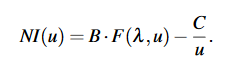 NI(u) = B · F(λ, u) − C/u.